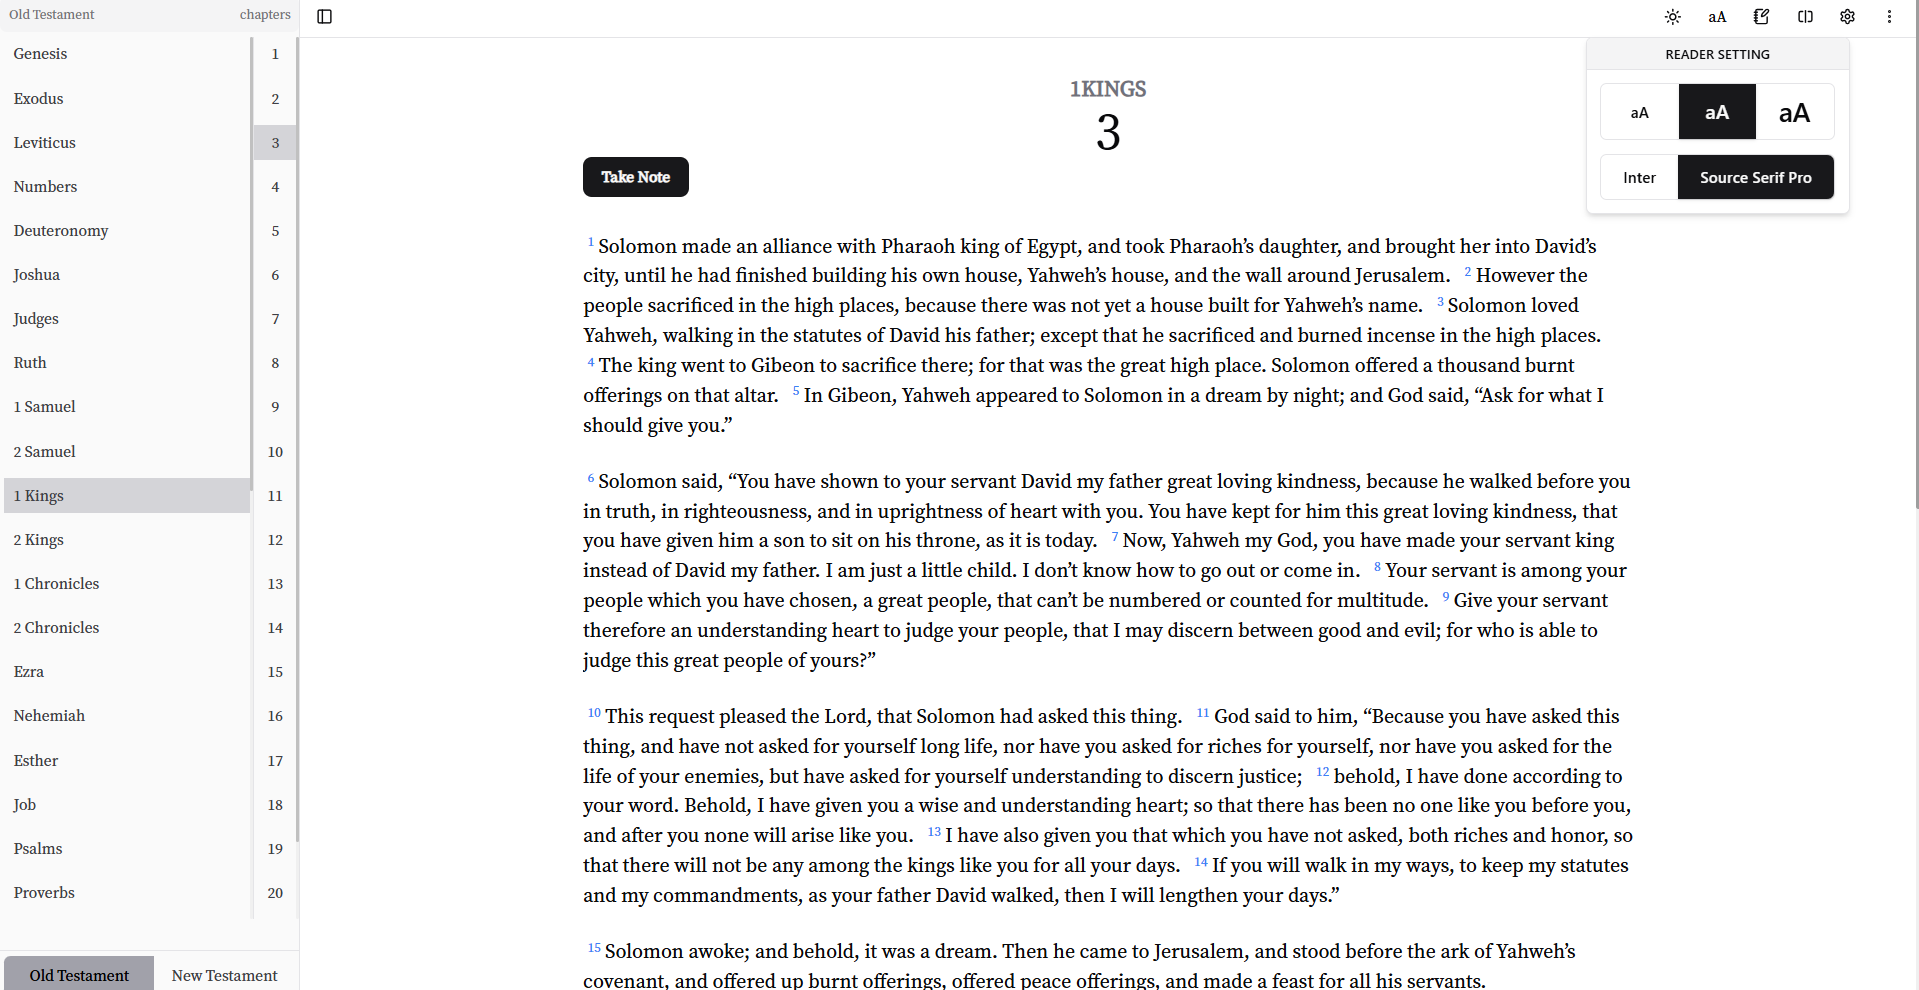 Old Testament chapters
Genesis 1
Exodus 2
Leviticus 3
Numbers 4
Deuteronomy 5
Joshua 6
Judges 7
Ruth 8
1 Samuel 9
2 Samuel 10
1 Kings 11
2 Kings 12
1 Chronicles 13
2 Chronicles 14
Ezra 15
Nehemiah 16
Esther 17
Job 18
Psalms 19
Proverbs 20
Old Testament New Testament
aA
READER SETTING
aA aA aA
Inter Source Serif Pro
1KINGS
3
Take Note
1 Solomon made an alliance with Pharaoh king of Egypt, and took Pharaoh’s daughter, and brought her into David’s
city, until he had finished building his own house, Yahweh’s house, and the wall around Jerusalem. 2 However the
people sacrificed in the high places, because there was not yet a house built for Yahweh’s name. 3 Solomon loved
Yahweh, walking in the statutes of David his father; except that he sacrificed and burned incense in the high places.
4 The king went to Gibeon to sacrifice there; for that was the great high place. Solomon offered a thousand burnt
offerings on that altar. 5 In Gibeon, Yahweh appeared to Solomon in a dream by night; and God said, “Ask for what I
should give you.”
6 Solomon said, “You have shown to your servant David my father great loving kindness, because he walked before you
in truth, in righteousness, and in uprightness of heart with you. You have kept for him this great loving kindness, that
you have given him a son to sit on his throne, as it is today. 7 Now, Yahweh my God, you have made your servant king
instead of David my father. I am just a little child. I don’t know how to go out or come in. 8 Your servant is among your
people which you have chosen, a great people, that can’t be numbered or counted for multitude. 9 Give your servant
therefore an understanding heart to judge your people, that I may discern between good and evil; for who is able to
judge this great people of yours?”
10 This request pleased the Lord, that Solomon had asked this thing. 11 God said to him, “Because you have asked this
thing, and have not asked for yourself long life, nor have you asked for riches for yourself, nor have you asked for the
life of your enemies, but have asked for yourself understanding to discern justice; 12 behold, I have done according to
your word. Behold, I have given you a wise and understanding heart; so that there has been no one like you before you,
and after you none will arise like you. 13 I have also given you that which you have not asked, both riches and honor, so
that there will not be any among the kings like you for all your days. 14 If you will walk in my ways, to keep my statutes
and my commandments, as your father David walked, then I will lengthen your days.”
15 Solomon awoke; and behold, it was a dream. Then he came to Jerusalem, and stood before the ark of Yahweh’s
covenant, and offered up burnt offerings, offered peace offerings, and made a feast for all his servants.